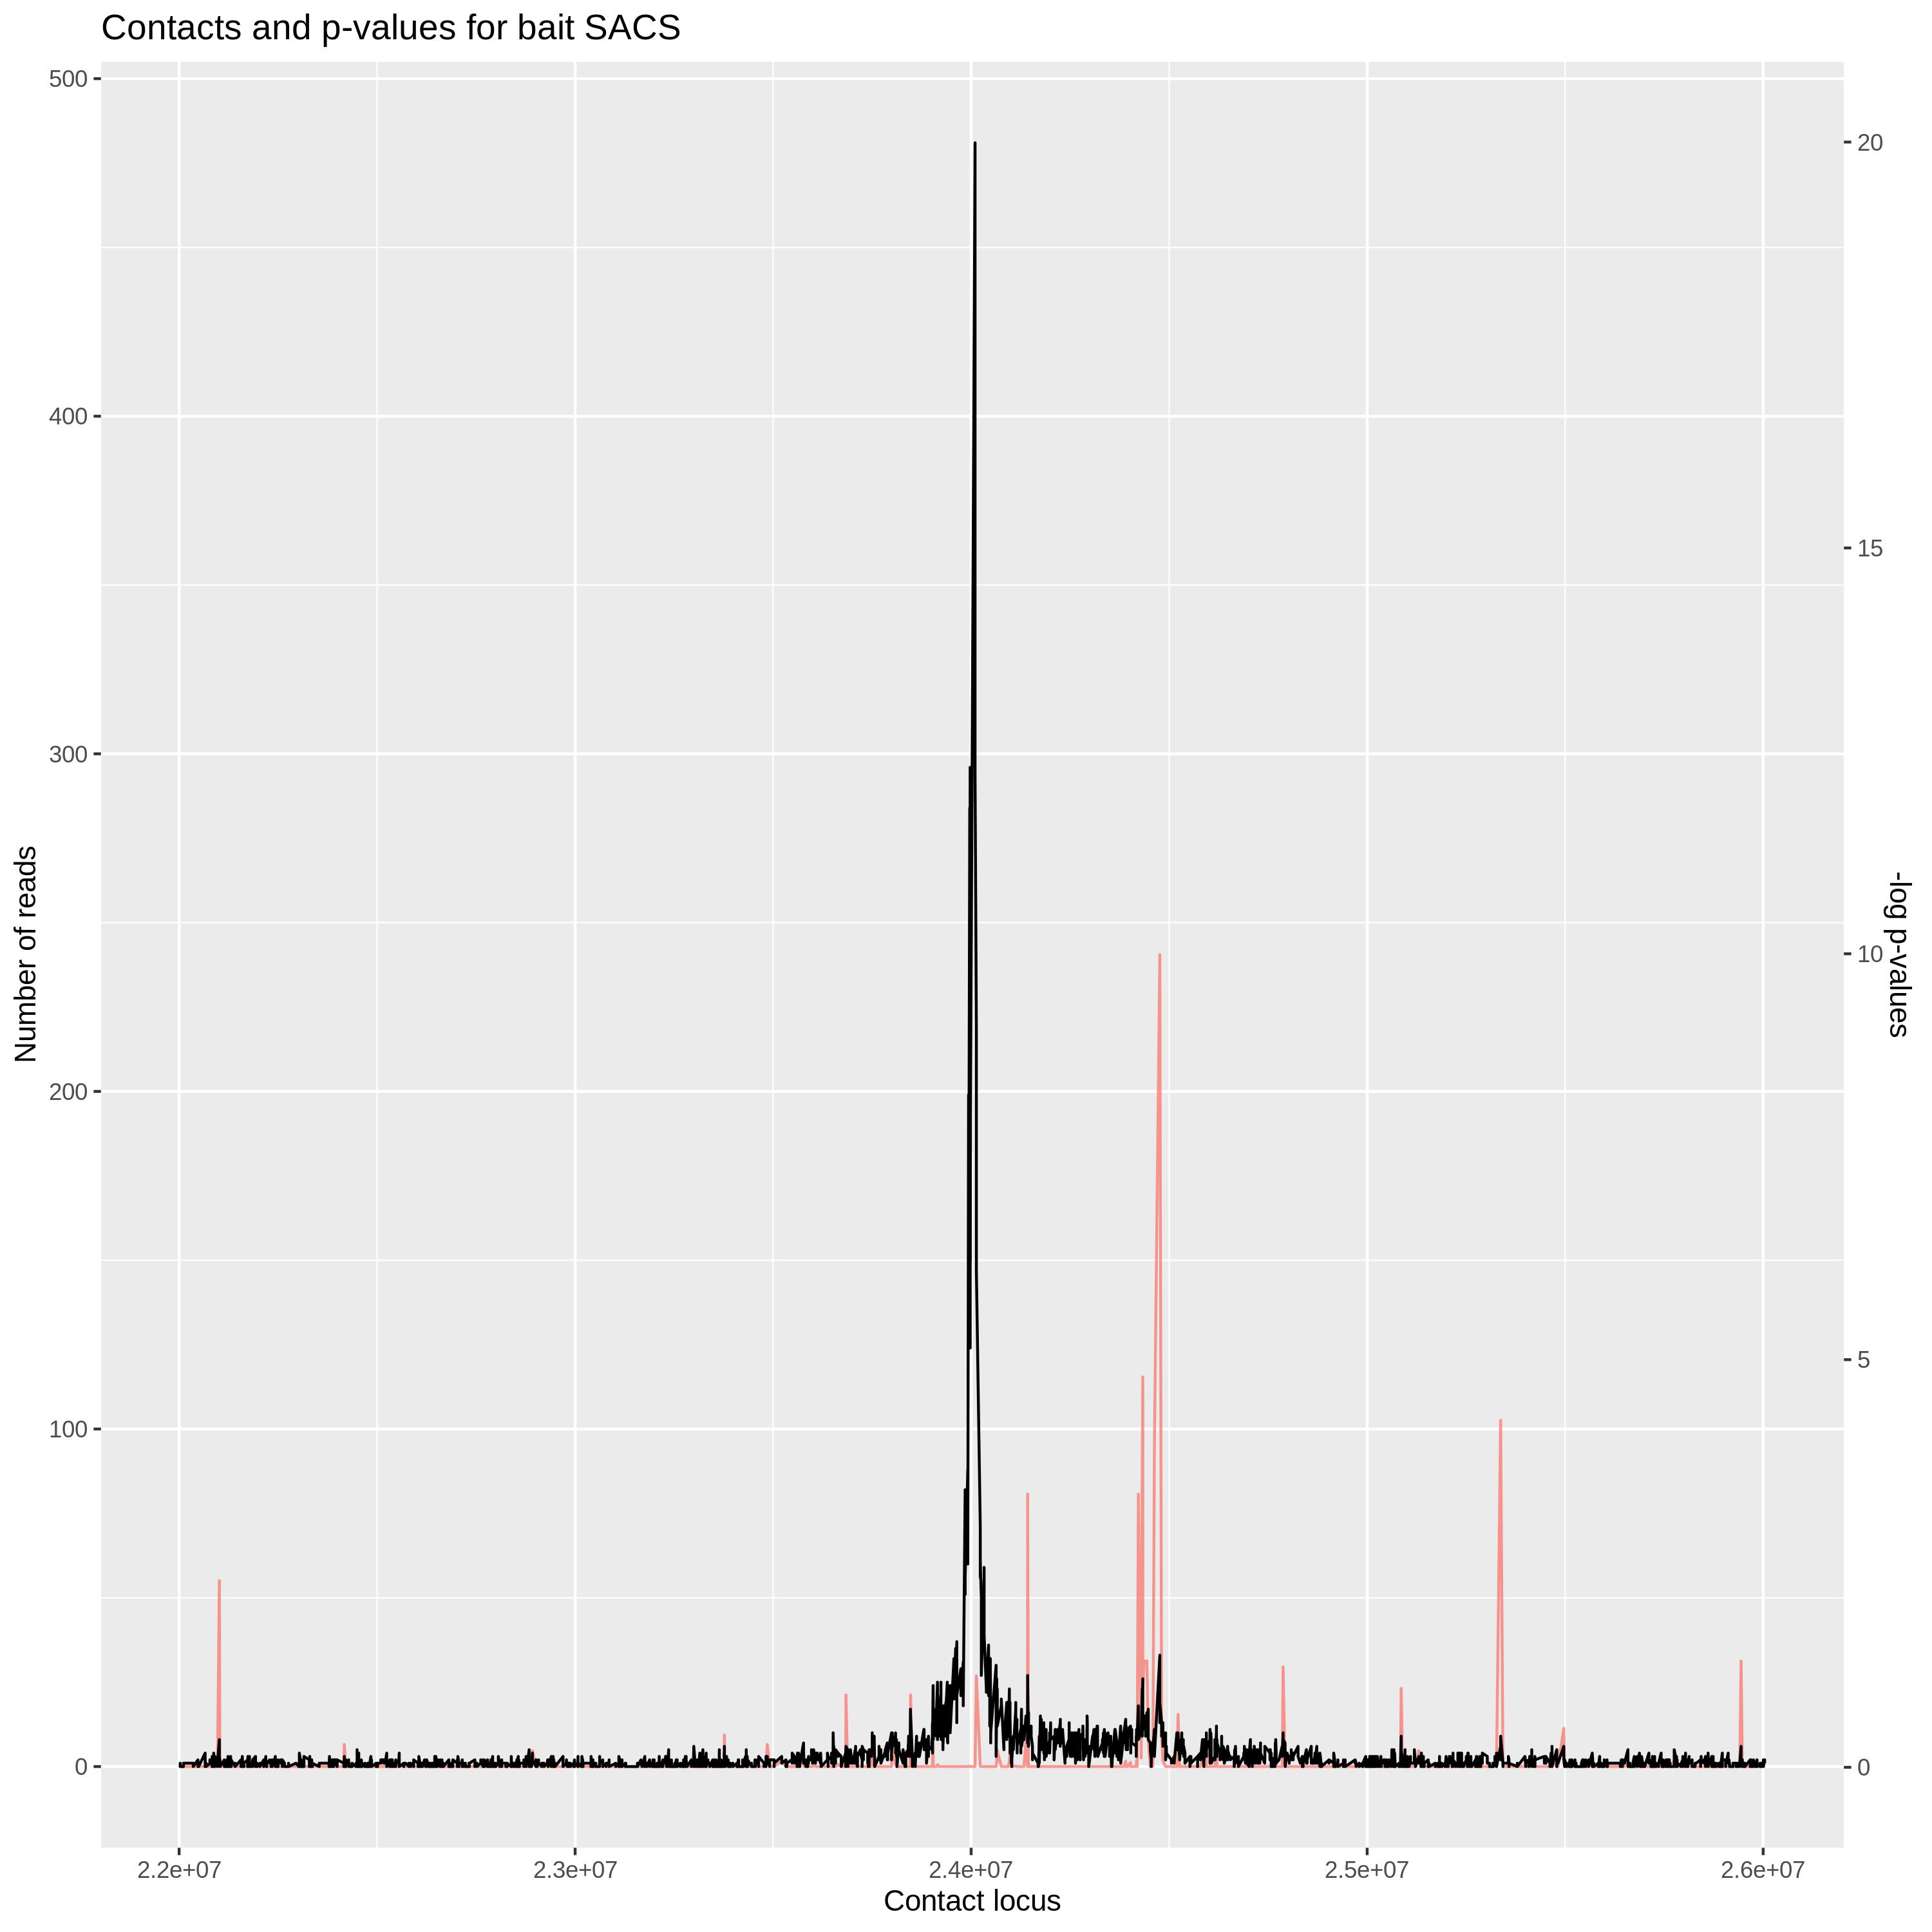 Contacts and p-values for bait SACS
500
400
300
200
100
0
Number of reads
20
15
10
5
0
-log p-values
2.2e+07 2.3e+07 2.4e+07 2.5e+07 2.6e+07
Contact locus